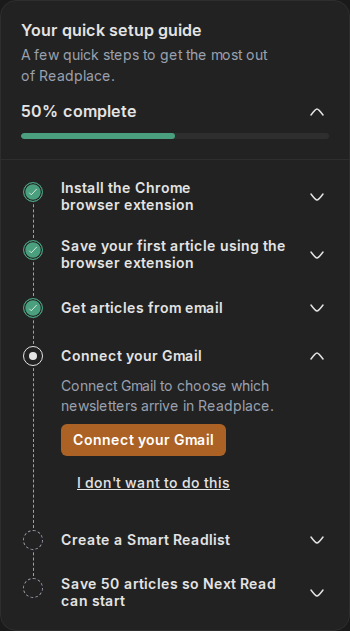 Your quick setup guide
A few quick steps to get the most out
of Readplace.
50% complete
Install the Chrome
browser extension
Save your first article using the
browser extension
Get articles from email
Connect your Gmail
Connect Gmail to choose which
newsletters arrive in Readplace.
Connect your Gmail
I don't want to do this
Create a Smart Readlist
Save 50 articles so Next Read
can start